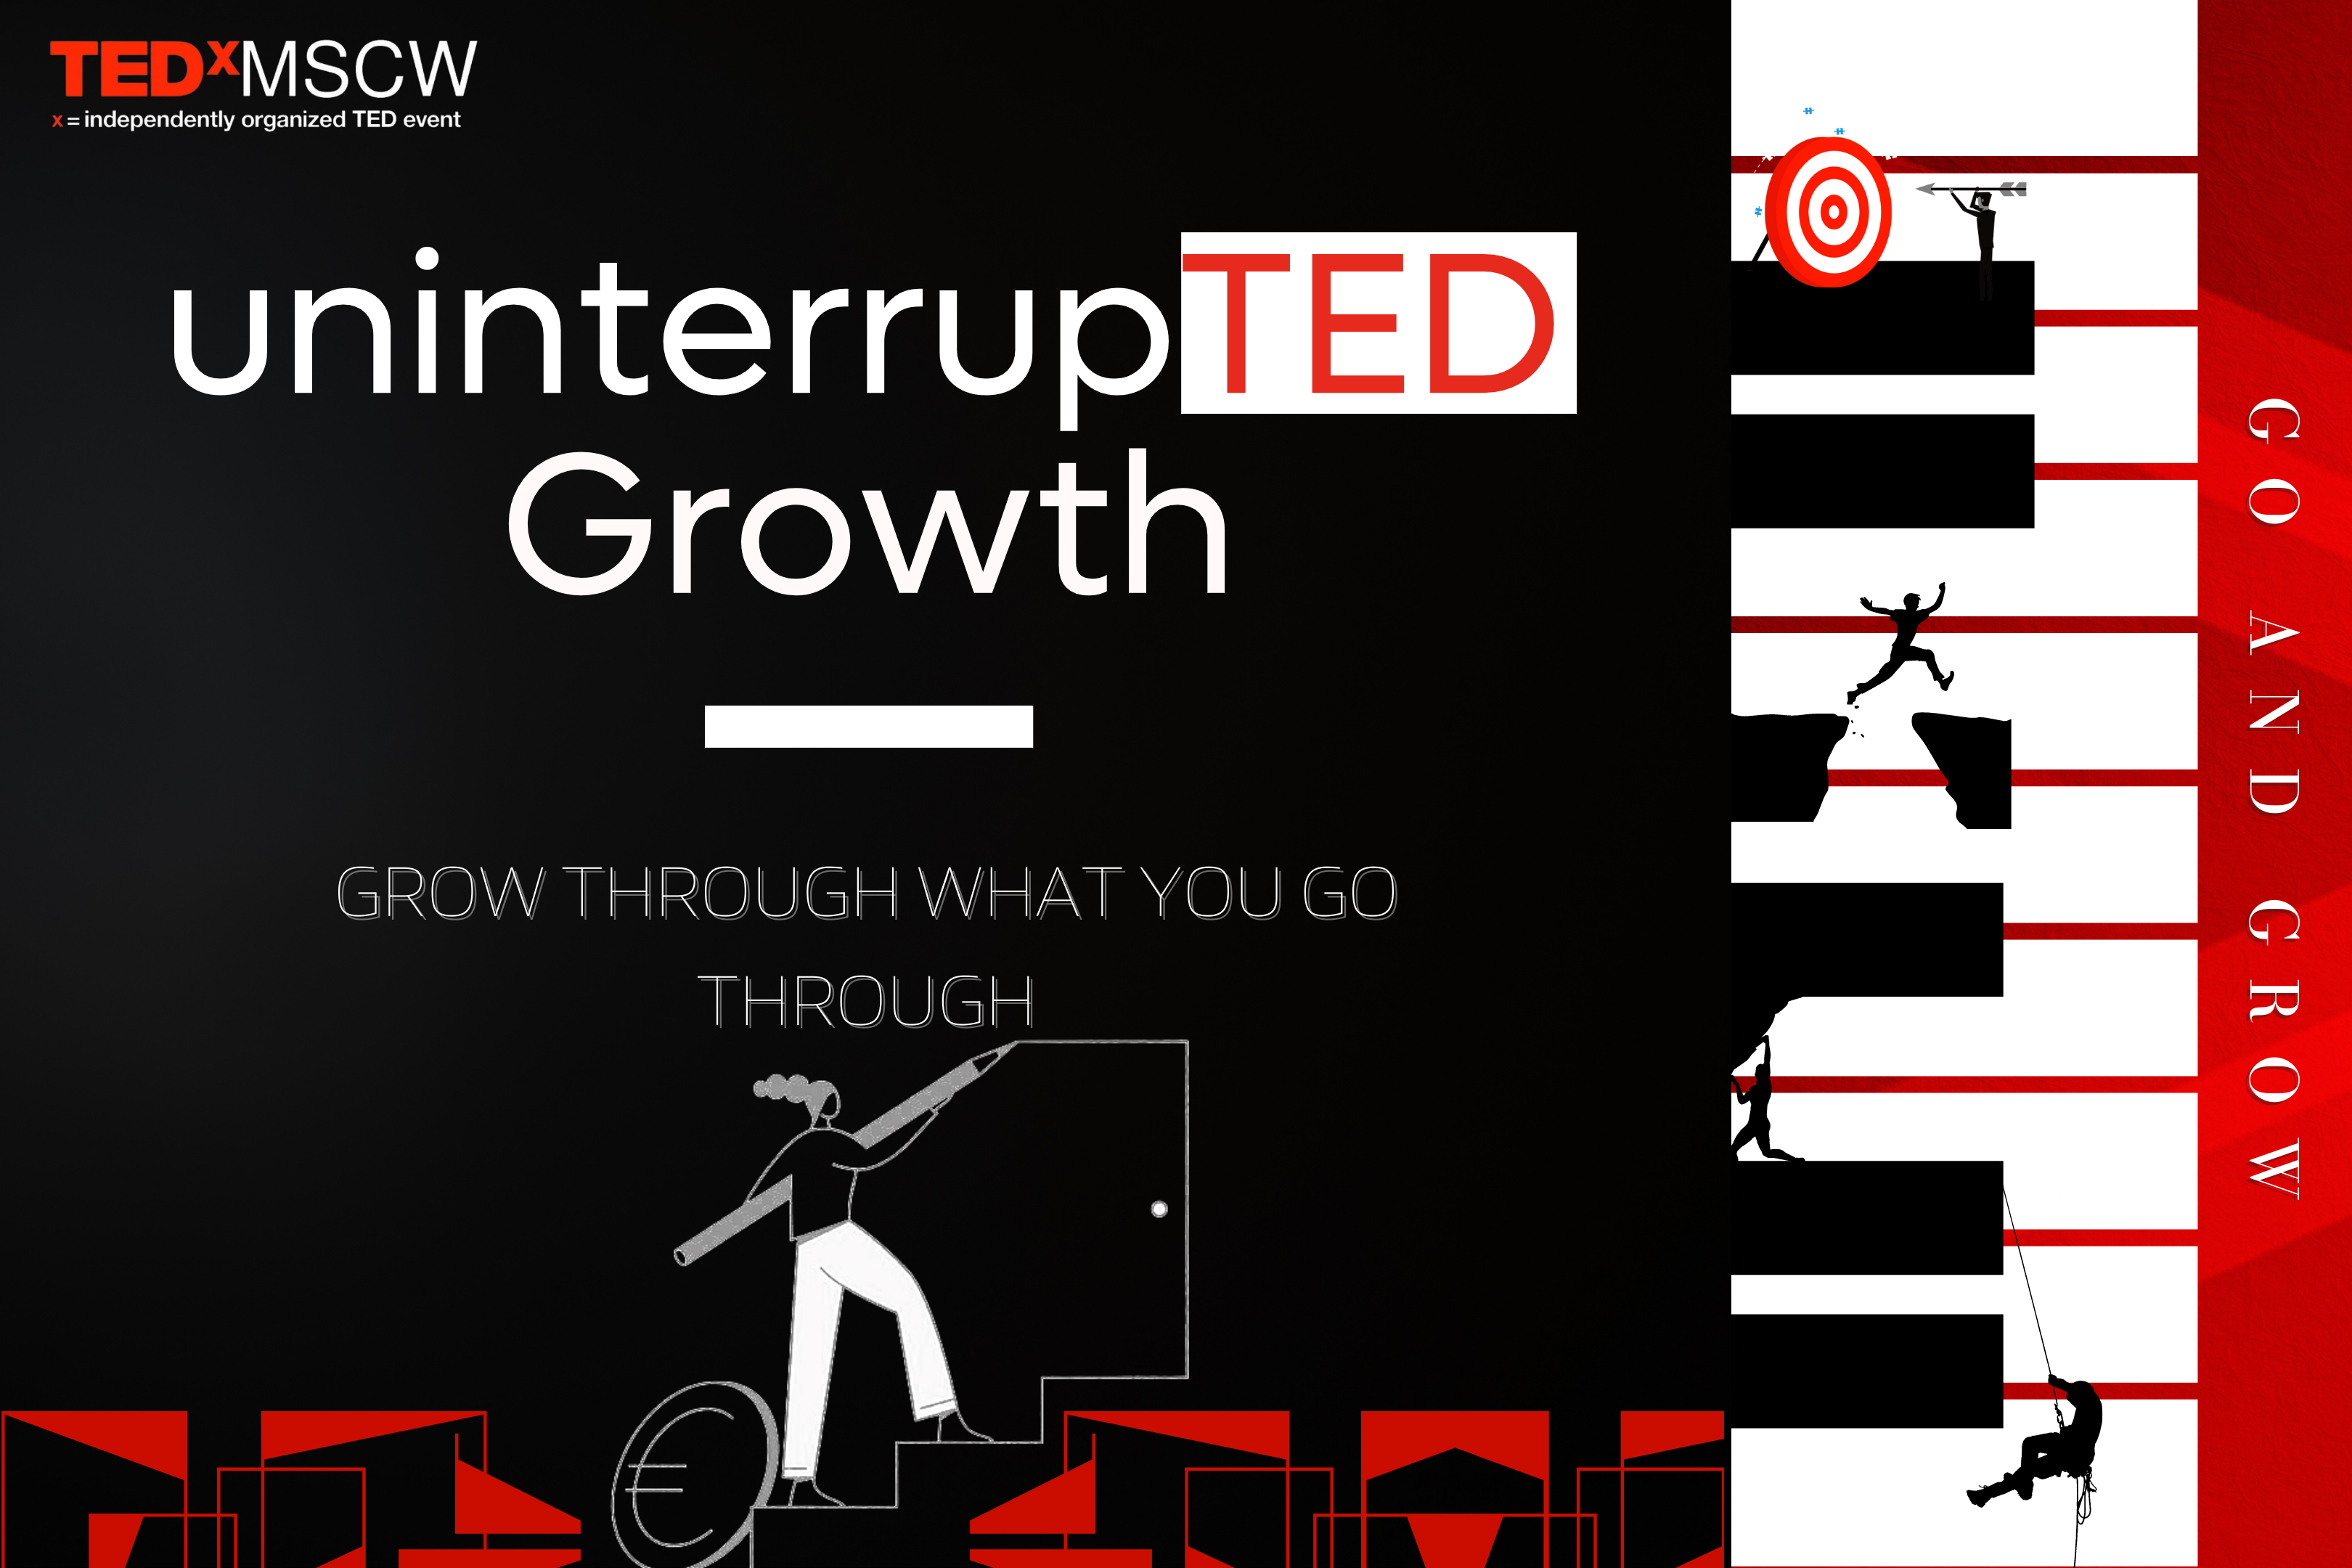 TEDxMSCW
x = independently organized TED event
uninterrupTED
Growth
GROW THROUGH WHAT YOU GO
THROUGH
GO AND GROW